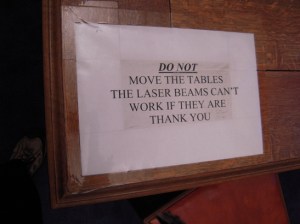 DO NOT
MOVE THE TABLES
THE LASER BEAMS CAN'T
WORK IF THEY ARE
THANK YOU